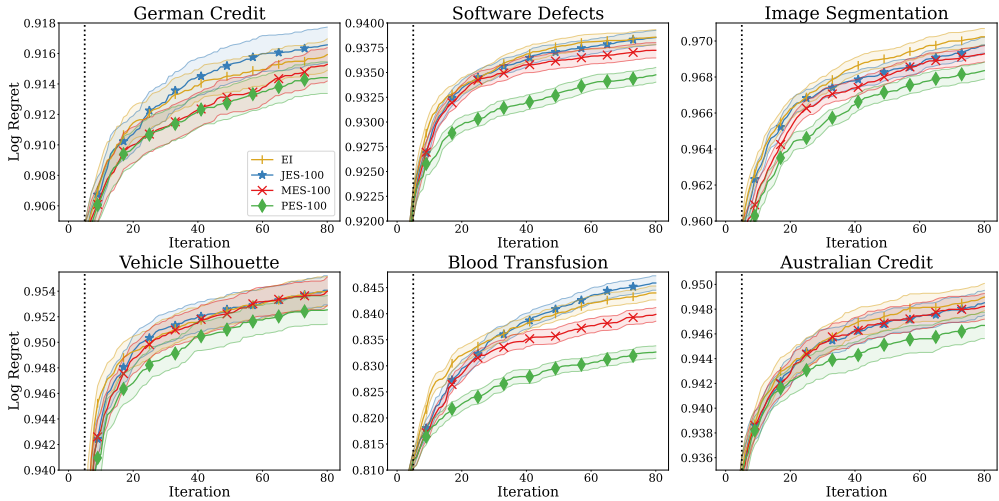 German Credit
Software Defects
Image Segmentation
Log Regret
0.918
0.916
0.914
0.912
0.910
0.908
0.906
EI
JES-100
MES-100
PES-100
0 20 40 60 80
Iteration
0.9400
0.9375
0.9350
0.9325
0.9300
0.9275
0.9250
0.9225
0.9200
0 20 40 60 80
Iteration
0.970
0.968
0.966
0.964
0.962
0.960
0 20 40 60 80
Iteration
Vehicle Silhouette
Blood Transfusion
Australian Credit
Log Regret
0.954
0.952
0.950
0.948
0.946
0.944
0.942
0.940
0 20 40 60 80
Iteration
0.845
0.840
0.835
0.830
0.825
0.820
0.815
0.810
0 20 40 60 80
Iteration
0.950
0.948
0.946
0.944
0.942
0.940
0.938
0.936
0 20 40 60 80
Iteration